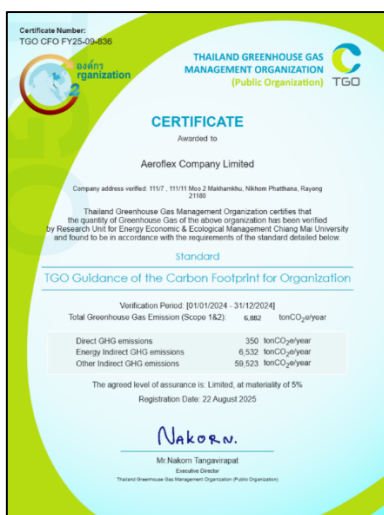 Certificate Number:
TGO CFO FY25-09-836
องค์กร
rganization
2
THAILAND GREENHOUSE GAS
MANAGEMENT ORGANIZATION
(Public Organization)
TGO
CERTIFICATE
Awarded to
Aeroflex Company Limited
Company address verified: 111/7 , 111/11 Moo.2 Makhamkhu, Nikhom Phatthana, Rayong
21180
Thailand Greenhouse Gas Management Organization certifies that
the quantity of Greenhouse Gas of the above organization has been verified
by Research Unit for Energy Economic & Ecological Management Chiang Mai University
and found to be in accordance with the requirements of the standard detailed below.
Standard
TGO Guidance of the Carbon Footprint for Organization
Verification Period: [01/01/2024 - 31/12/2024]
Total Greenhouse Gas Emission (Scope 1&2): 6,882 tonCO2e/year
Direct GHG emissions 350 tonCO2e/year
Energy Indirect GHG emissions 6,532 tonCO2e/year
Other Indirect GHG emissions 59,523 tonCO2e/year
The agreed level of assurance is: Limited, at materiality of 5%
Registration Date: 22 August 2025
NAKORN.
Mr.Nakorn Tangavirapat
Executive Director
Thailand Greenhouse Gas Management Organization (Public Organization)